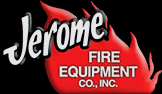 Jerome
FIRE
EQUIPMENT
CO., INC.